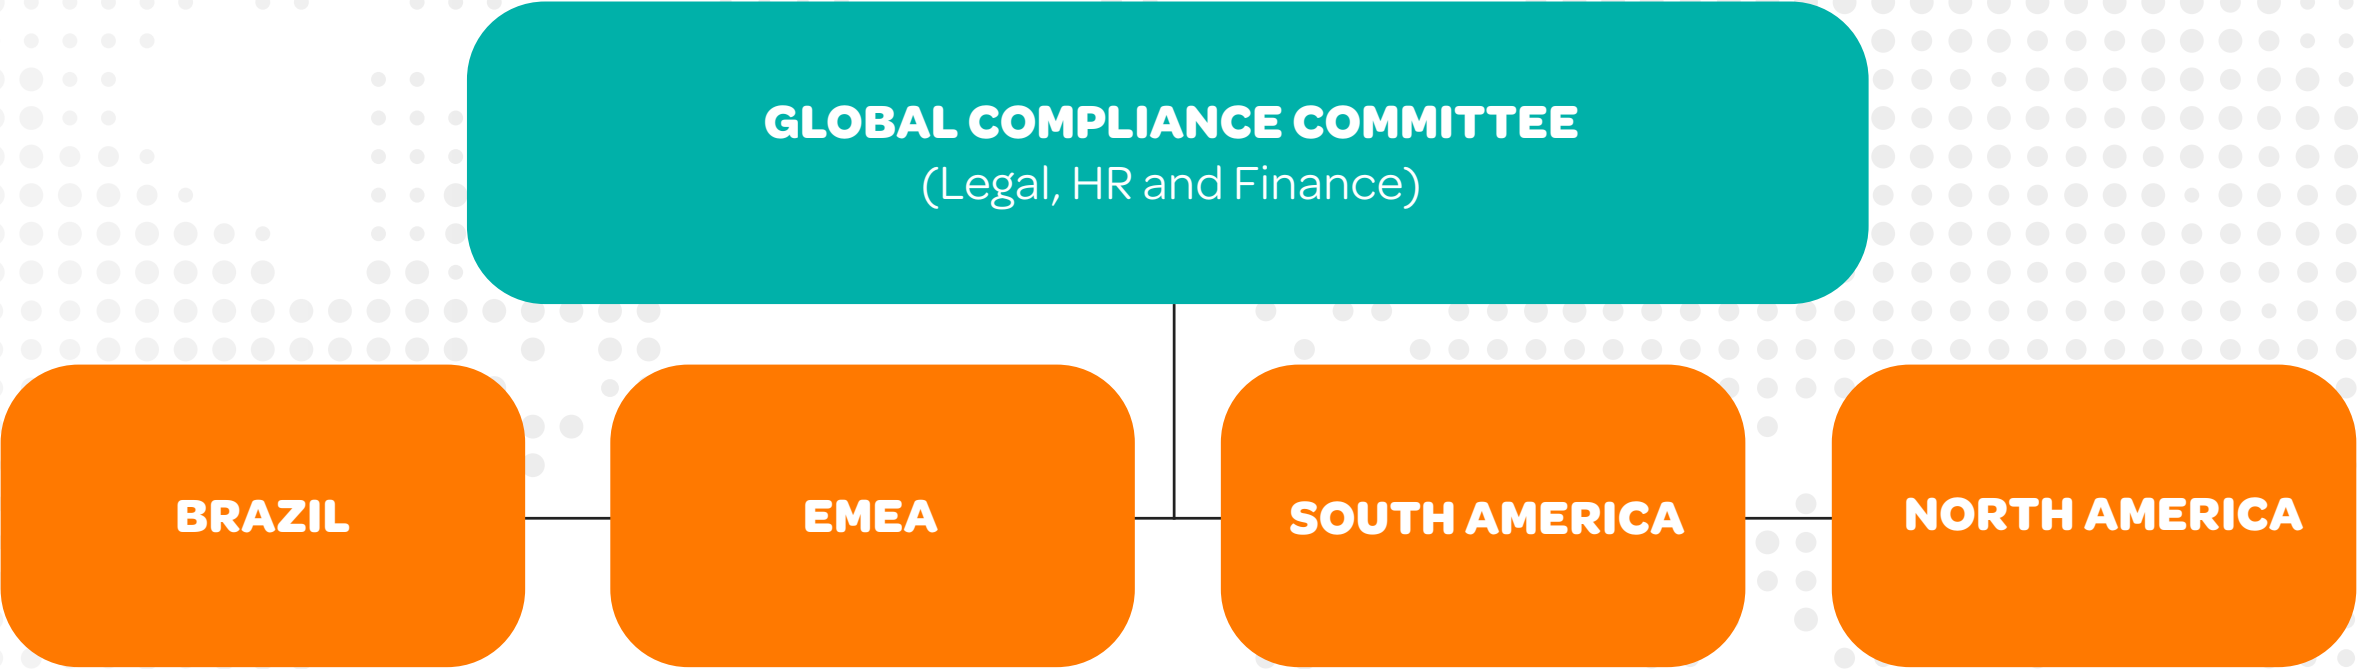 GLOBAL COMPLIANCE COMMITTEE
(Legal, HR and Finance)
BRAZIL
EMEA
SOUTH AMERICA
NORTH AMERICA